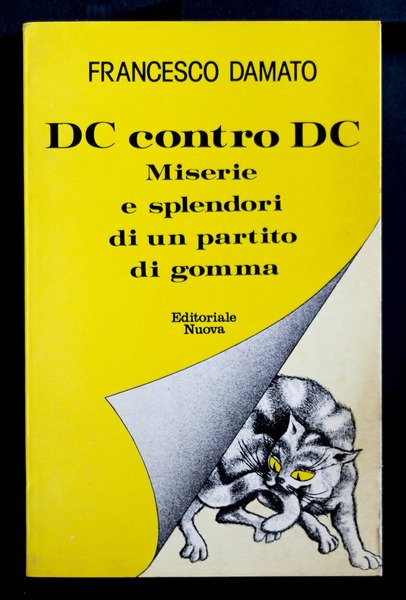 FRANCESCO DAMATO
DC contro DC
Miserie
e splendori
di un partito
di gomma
Editoriale
Nuova